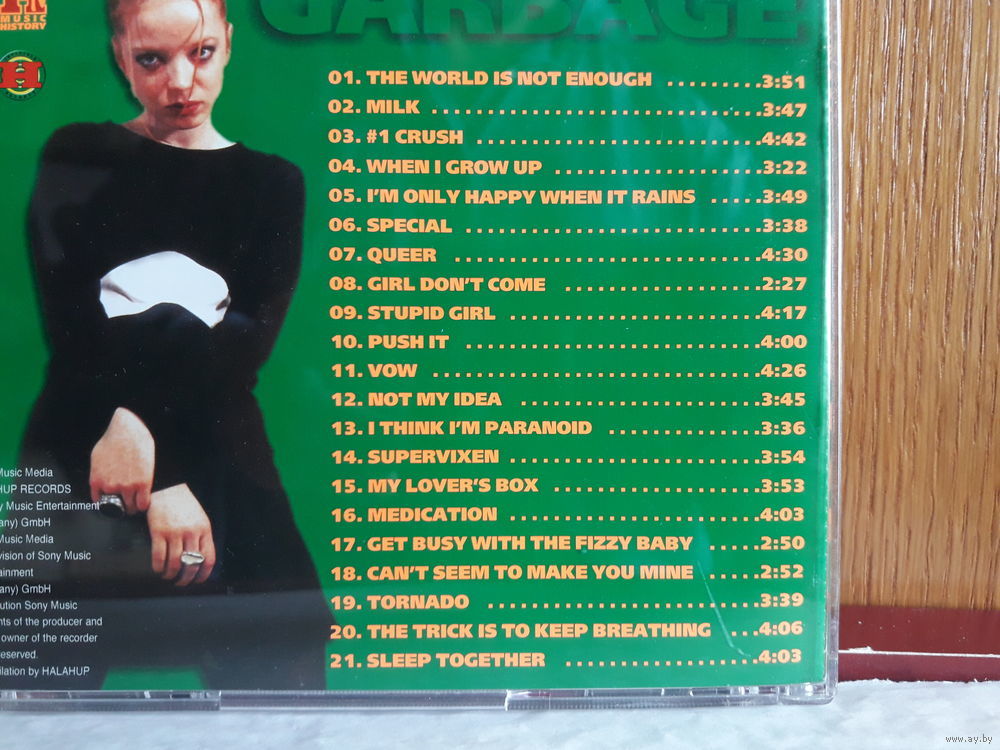 MUSIC
HISTORY
H
GARBAGE
01. THE WORLD IS NOT ENOUGH .........3:51
02. MILK ......................3:47
03. #1 CRUSH ...................4:42
04. WHEN I GROW UP ..............3:22
05. I'M ONLY HAPPY WHEN IT RAINS .....3:49
06. SPECIAL ....................3:38
07. QUEER .....................4:30
08. GIRL DON'T COME .............2:27
09. STUPID GIRL .................4:17
10. PUSH IT ....................4:00
11. VOW ......................4:26
12. NOT MY IDEA ................3:45
13. I THINK I'M PARANOID ..........3:36
14. SUPERVIXEN .................3:54
15. MY LOVER'S BOX ..............3:53
16. MEDICATION .................4:03
17. GET BUSY WITH THE FIZZY BABY .....2:50
18. CAN'T SEEM TO MAKE YOU MINE .....2:52
19. TORNADO ..................3:39
20. THE TRICK IS TO KEEP BREATHING ...4:06
21. SLEEP TOGETHER .............4:03
Music Media
HUP RECORDS
y Music Entertainment
any) GmbH
Music Media
vision of Sony Music
ainment
any) GmbH
ution Sony Music
nts of the producer and
owner of the recorder
eserved.
ilation by HALAHUP
www.ay.by